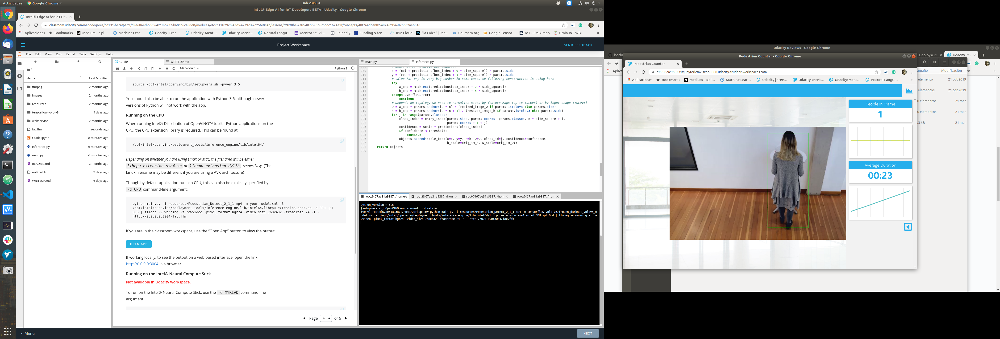 Actividades
Google Chrome
sáb 23:53
Intel® Edge AI for IoT Developers BETA - Udacity - Google Chrome
Intel® Edge AI for IoT De
classroom.udacity.com/nanodegrees/nd131-beta/parts/d9e686ed-b365-4219-b737-b60cb6ca80d0/modules/efc7c11f-29c0-43d5-a7a9-1a7c25fe0c4b/lessons/ff92f8be-2afd-4077-90f9-f6ddc1624e9f/concepts/48f76adf-a082-4924-b956-876662ae6016
Aplicaciones Bookmarks Medium – a pl... Machine Lear... Udacity | Free... Udacity: Ment... Udacity: Ment... Natural Langu... Mentor 1:1 Vi... Calendly Funding & ten... IBM Cloud "la Caixa" | Par... Coursera.org Google Tensor... IoT - ISMB Repo Brain-IoT Wiki »
Project Workspace
SEND FEEDBACK
File Edit View Run Kernel Tabs Settings Help
/
Name Last Modified
ffmpeg 2 months ago
images 2 months ago
resources 2 months ago
tensorflow-yolo-v3 9 days ago
webservice 2 months ago
fac.ffm seconds ago
Guide.ipynb 8 minutes ago
inference.py 6 minutes ago
main.py 6 minutes ago
README.md 2 months ago
untitled.txt 9 days ago
WRITEUP.md 6 days ago
Guide
WRITEUP.md
Markdown
Python 3
source /opt/intel/openvino/bin/setupvars.sh -pyver 3.5
You should also be able to run the application with Python 3.6, although newer
versions of Python will not work with the app.
Running on the CPU
When running Intel® Distribution of OpenVINO™ toolkit Python applications on the
CPU, the CPU extension library is required. This can be found at:
/opt/intel/openvino/deployment_tools/inference_engine/lib/intel64/
Depending on whether you are using Linux or Mac, the filename will be either
libcpu_extension_sse4.so or libcpu_extension.dylib, respectively. (The
Linux filename may be different if you are using a AVX architecture)
Though by default application runs on CPU, this can also be explicitly specified by
-d CPU command-line argument:
python main.py -i resources/Pedestrian_Detect_2_1_1.mp4 -m your-model.xml -l
/opt/intel/openvino/deployment_tools/inference_engine/lib/intel64/libcpu_extension_sse4.so -d CPU -pt
0.6 | ffmpeg -v warning -f rawvideo -pixel_format bgr24 -video_size 768x432 -framerate 24 -i -
http://0.0.0.0:3004/fac.ffm
If you are in the classroom workspace, use the “Open App” button to view the output.
OPEN APP
If working locally, to see the output on a web based interface, open the link
http://0.0.0.0:3004 in a browser.
Running on the Intel® Neural Compute Stick
Not available in Udacity workspace.
To run on the Intel® Neural Compute Stick, use the -d MYRIAD command-line
argument:
Page 4 of 6
Menu
NEXT
main.py
inference.py
208 # Scale it to relative coordinates.
209 x = (col + predictions[box_index + 0 * side_square]) / params.side
210 y = (row + predictions[box_index + 1 * side_square]) / params.side
211 # Value for exp is very big number in some cases so following construction is using here
212 try:
213 w_exp = math.exp(predictions[box_index + 2 * side_square])
214 h_exp = math.exp(predictions[box_index + 3 * side_square])
215 except OverflowError:
216 continue
217 # Depends on topology we need to normalize sizes by feature maps (up to YOLOv3) or by input shape (YOLOv3)
218 w = w_exp * params.anchors[2 * n] / (resized_image_w if params.isYoloV3 else params.side)
219 h = h_exp * params.anchors[2 * n + 1] / (resized_image_h if params.isYoloV3 else params.side)
220 for j in range(params.classes):
221 class_index = entry_index(params.side, params.coords, params.classes, n * side_square + i,
222 params.coords + 1 + j)
223 confidence = scale * predictions[class_index]
224 if confidence < threshold:
225 continue
226 objects.append(scale_bbox(x=x, y=y, h=h, w=w, class_id=j, confidence=confidence,
227 h_scale=orig_im_h, w_scale=orig_im_w))
228 return objects
229
root@f67ae31a9387: /home/v
root@f67ae31a9387: /hom
root@f67ae31a9387: /hom
root@f67ae31a9387: /hom
python_version = 3.5
[setupvars.sh] OpenVINO environment initialized
(venv) root@f67ae31a9387:/home/workspace# python main.py -i resources/Pedestrian_Detect_2_1_1.mp4 -m tensorflow-yolo-v3/frozen_darknet_yolov3_m
odel.xml -l /opt/intel/openvino/deployment_tools/inference_engine/lib/intel64/libcpu_extension_sse4.so -d CPU -pt 0.4 | ffmpeg -v warning -f ra
wvideo -pixel_format bgr24 -video_size 768x432 -framerate 24 -i - http://0.0.0.0:3004/fac.ffm
Udacity Reviews - Google Chrome
bochi
Deploy a Pe
Udacity Re
Aplica
Pedestrian Counter - Google Chrome
Pedestrian Counter
r953259c960231xjupyterlcm2lsxnf-3000.udacity-student-workspaces.com
Aplicaciones Bookmarks Medium – a pl... Machine Lear... Udacity | Free... Udacity: Ment... Udacity: Ment... Natural Langu... »
People In Frame
1
Average Duration
00:23
amaño Modificación
elemento 21 oct 2019
elementos 21 oct 2019
0 elementos 21 mar
0 elementos 21 mar
,3 kB 21 mar